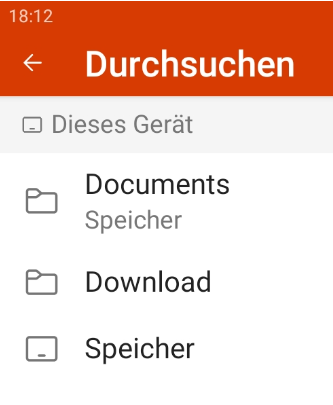 18:12
Durchsuchen
Dieses Gerät
Documents
Speicher
Download
Speicher